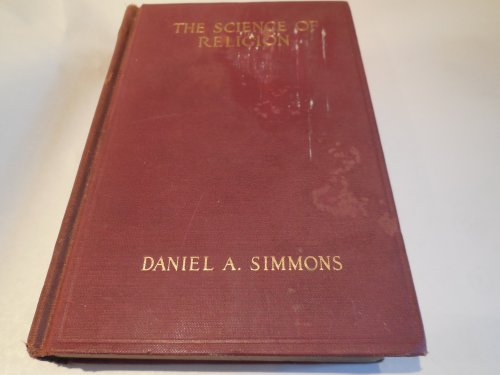 THE SCIENCE OF
RELIGION
DANIEL A. SIMMONS